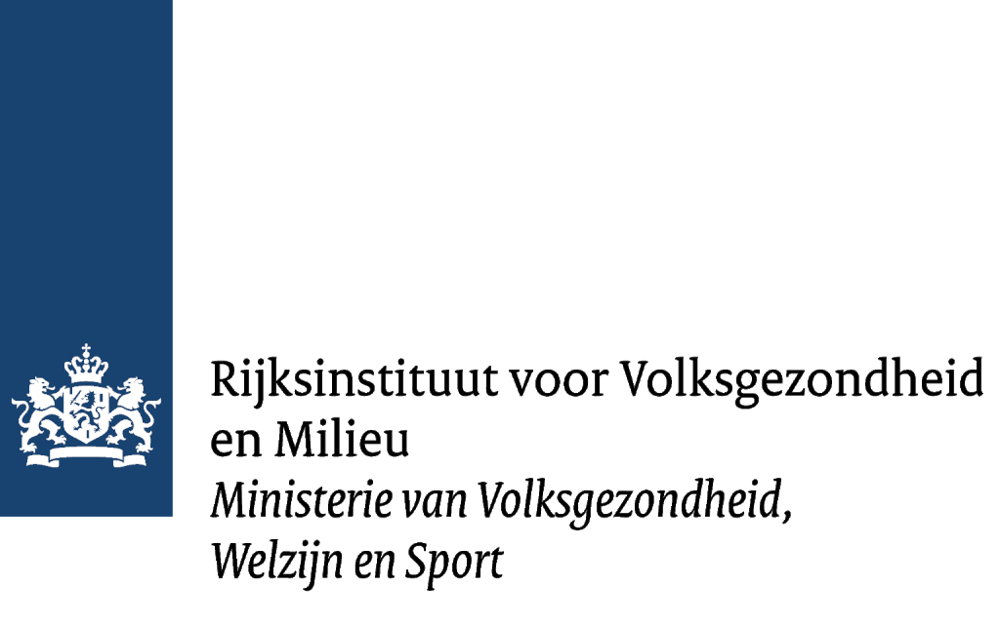 Rijksinstituut voor Volksgezondheid
en Milieu
Ministerie van Volksgezondheid,
Welzijn en Sport